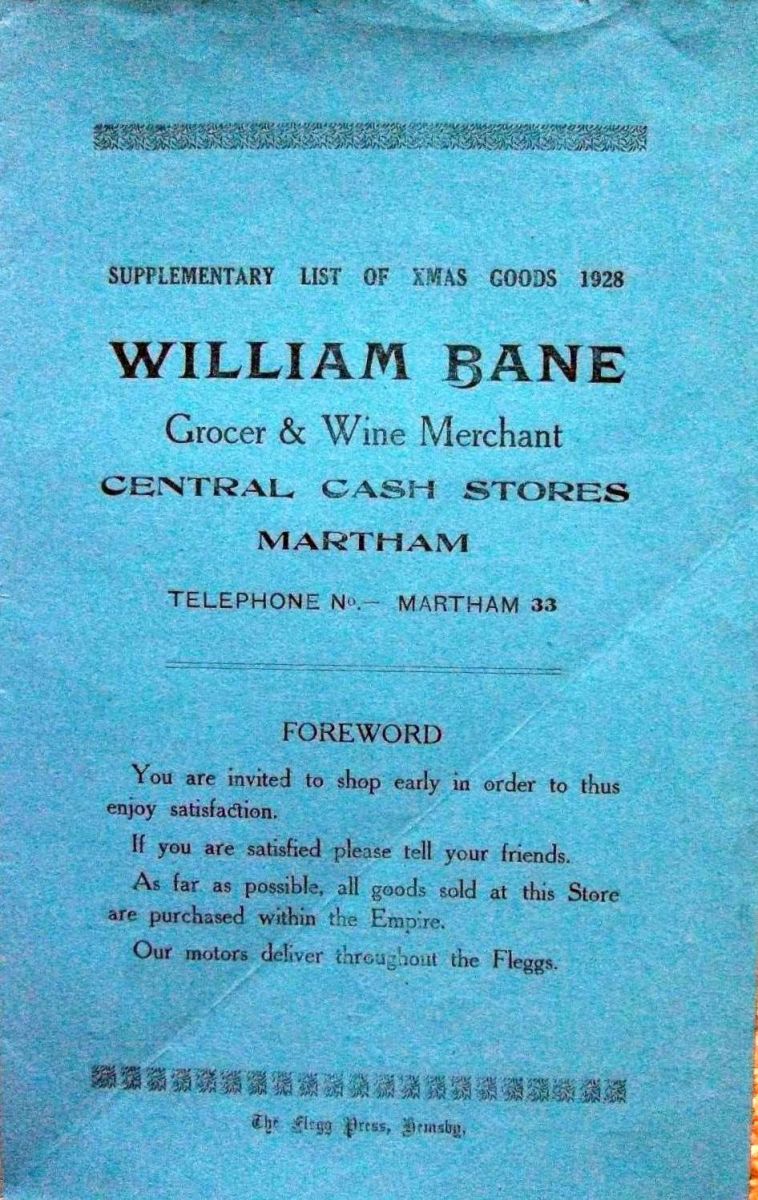 SUPPLEMENTARY LIST OF XMAS GOODS 1928
WILLIAM BANE
Grocer & Wine Merchant
CENTRAL CASH STORES
MARTHAM
TELEPHONE No.— MARTHAM 33
FOREWORD
You are invited to shop early in order to thus
enjoy satisfaction.
If you are satisfied please tell your friends.
As far as possible, all goods sold at this Store
are purchased within the Empire.
Our motors deliver throughout the Fleggs.
The Flegg Press, Hemsby,